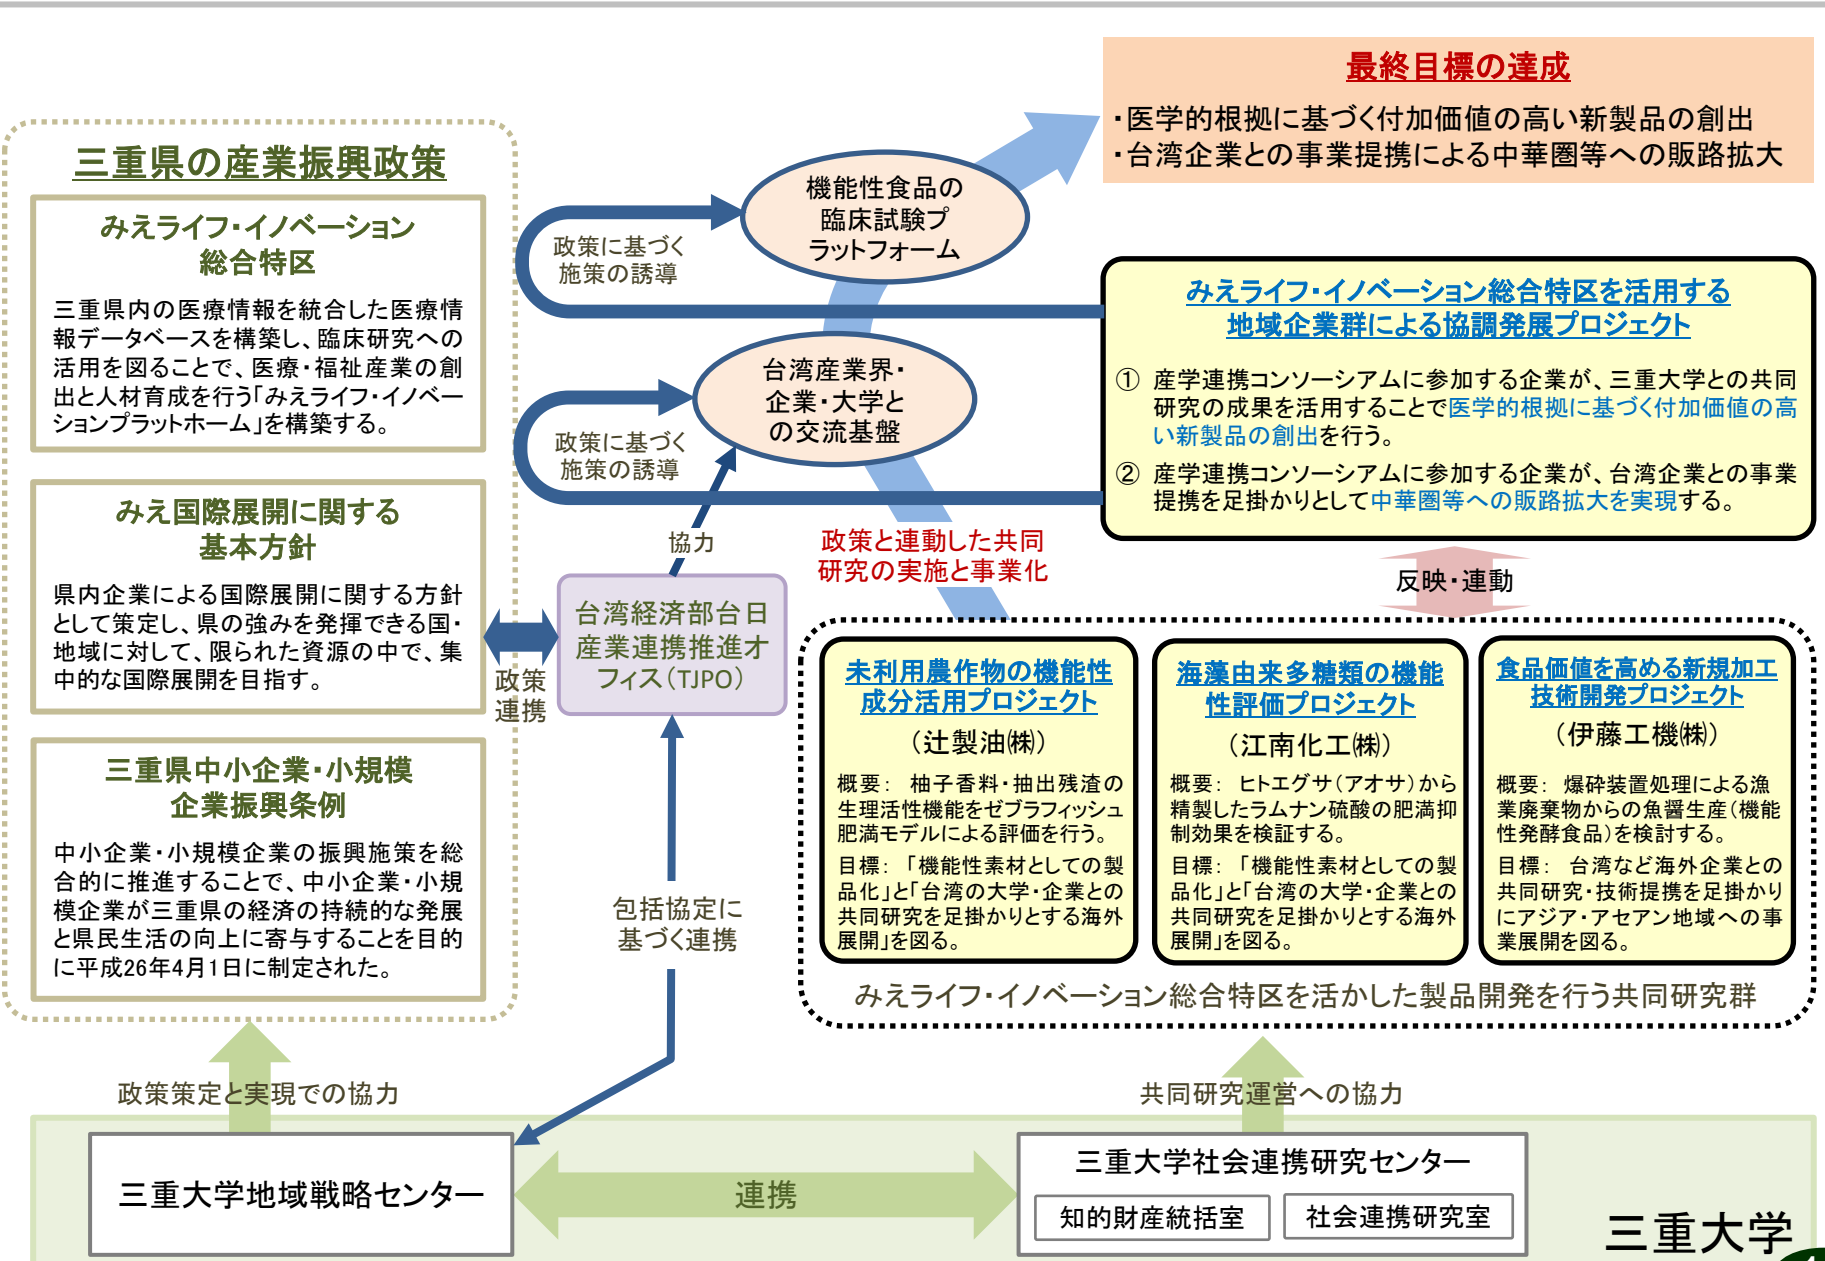 最終目標の達成
・医学的根拠に基づく付加価値の高い新製品の創出
・台湾企業との事業提携による中華圏等への販路拡大
三重県の産業振興政策
みえライフ・イノベーション
総合特区
三重県内の医療情報を統合した医療情
報データベースを構築し、臨床研究への
活用を図ることで、医療・福祉産業の創
出と人材育成を行う「みえライフ・イノベー
ションプラットホーム」を構築する。
みえ国際展開に関する
基本方針
県内企業による国際展開に関する方針
として策定し、県の強みを発揮できる国・
地域に対して、限られた資源の中で、集
中的な国際展開を目指す。
三重県中小企業・小規模
企業振興条例
中小企業・小規模企業の振興施策を総
合的に推進することで、中小企業・小規
模企業が三重県の経済の持続的な発展
と県民生活の向上に寄与することを目的
に平成26年4月1日に制定された。
機能性食品の
臨床試験プ
ラットフォーム
政策に基づく
施策の誘導
台湾産業界・
企業・大学と
の交流基盤
政策に基づく
施策の誘導
協力
政策と連動した共同
研究の実施と事業化
台湾経済部台日
産業連携推進オ
フィス(TJPO)
政策
連携
包括協定に
基づく連携
みえライフ・イノベーション総合特区を活用する
地域企業群による協調発展プロジェクト
① 産学連携コンソーシアムに参加する企業が、三重大学との共同
研究の成果を活用することで医学的根拠に基づく付加価値の高
い新製品の創出を行う。
② 産学連携コンソーシアムに参加する企業が、台湾企業との事業
提携を足掛かりとして中華圏等への販路拡大を実現する。
反映・連動
未利用農作物の機能性
成分活用プロジェクト
(辻製油㈱)
概要: 柚子香料・抽出残渣の
生理活性機能をゼブラフィッシュ
肥満モデルによる評価を行う。
目標: 「機能性素材としての製
品化」と「台湾の大学・企業との
共同研究を足掛かりとする海外
展開」を図る。
海藻由来多糖類の機能
性評価プロジェクト
(江南化工㈱)
概要: ヒトエグサ(アオサ)から
精製したラムナン硫酸の肥満抑
制効果を検証する。
目標: 「機能性素材としての製
品化」と「台湾の大学・企業との
共同研究を足掛かりとする海外
展開」を図る。
食品価値を高める新規加工
技術開発プロジェクト
(伊藤工機㈱)
概要: 爆砕装置処理による漁
業廃棄物からの魚醤生産(機能
性発酵食品)を検討する。
目標: 台湾など海外企業との
共同研究・技術提携を足掛かり
にアジア・アセアン地域への事
業展開を図る。
みえライフ・イノベーション総合特区を活かした製品開発を行う共同研究群
政策策定と実現での協力
共同研究運営への協力
三重大学地域戦略センター
連携
三重大学社会連携研究センター
知的財産統括室
社会連携研究室
三重大学